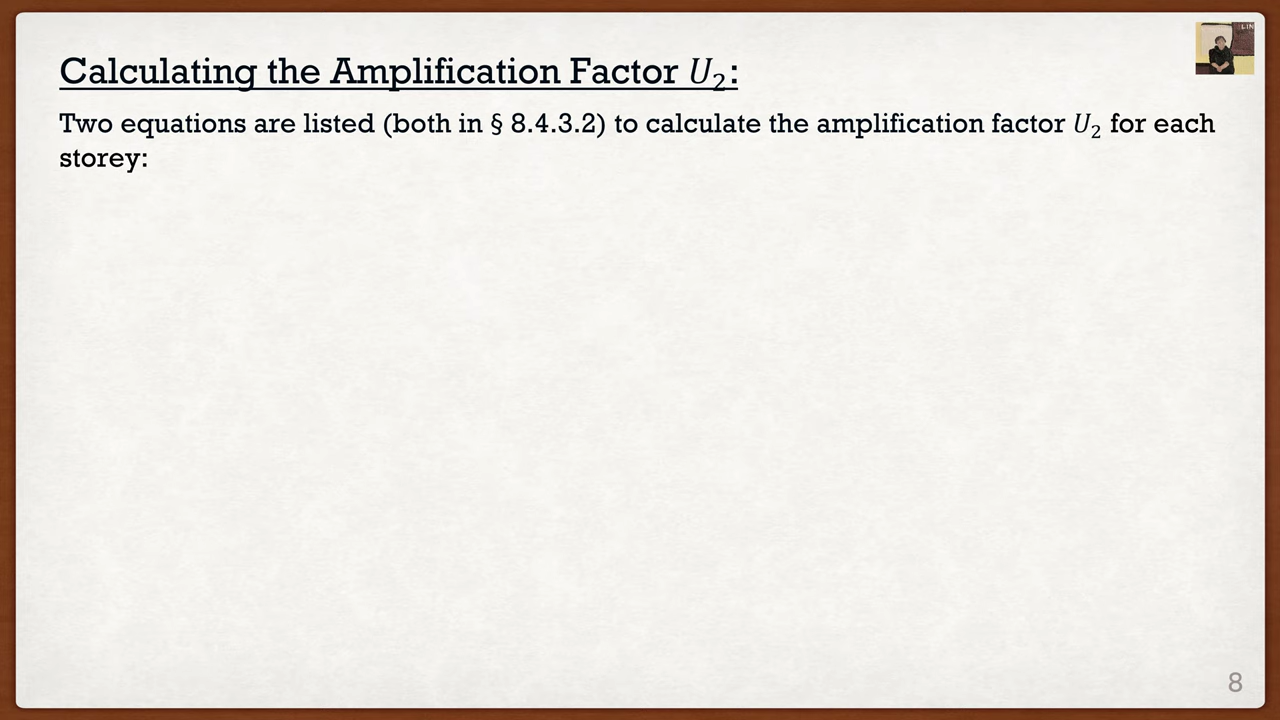 Calculating the Amplification Factor 𝑈₂:
Two equations are listed (both in § 8.4.3.2) to calculate the amplification factor 𝑈₂ for each
storey:
LIN
8